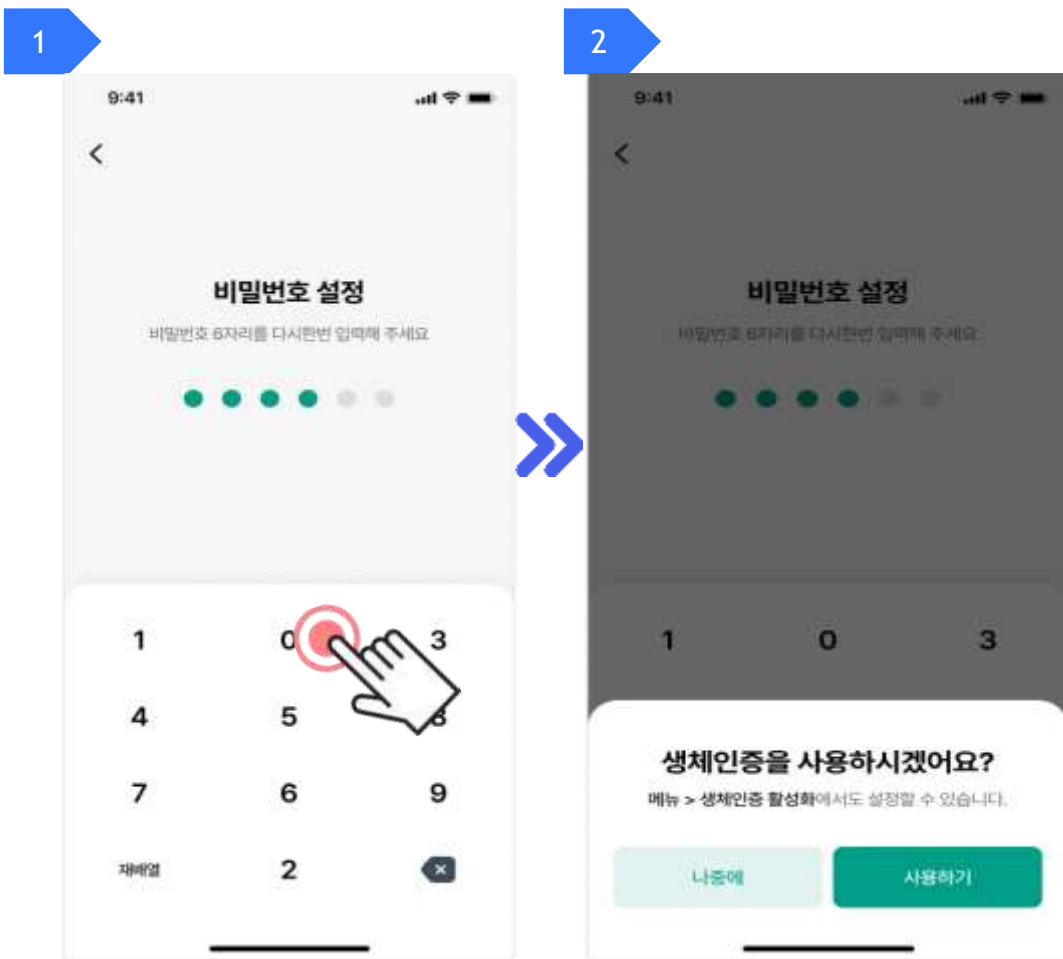 1
9:41
비밀번호 설정
비밀번호 6자리를 다시한번 입력해 주세요
1 0 3
4 5 8
7 6 9
재배열 2
2
9:41
비밀번호 설정
비밀번호 6자리를 다시한번 입력해 주세요
1 0 3
생체인증을 사용하시겠어요?
메뉴 > 생체인증 활성화에서도 설정할 수 있습니다.
나중에 사용하기